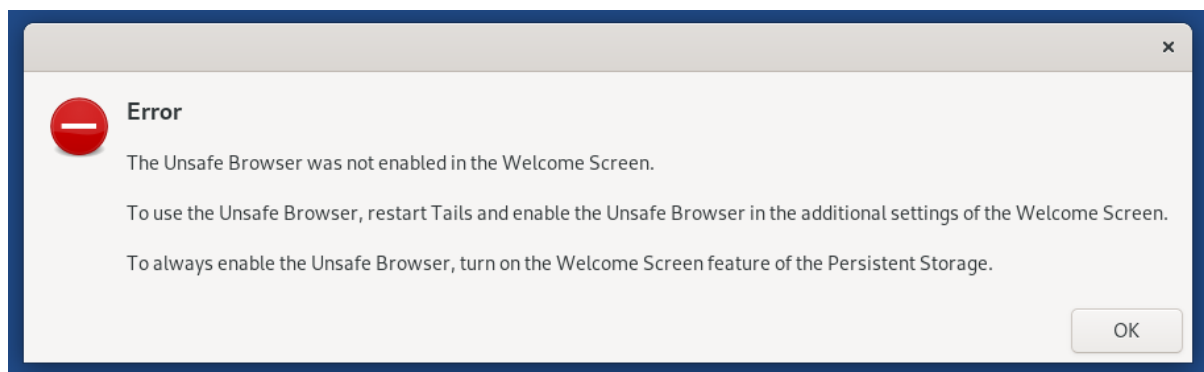 Error
The Unsafe Browser was not enabled in the Welcome Screen.
To use the Unsafe Browser, restart Tails and enable the Unsafe Browser in the additional settings of the Welcome Screen.
To always enable the Unsafe Browser, turn on the Welcome Screen feature of the Persistent Storage.
OK